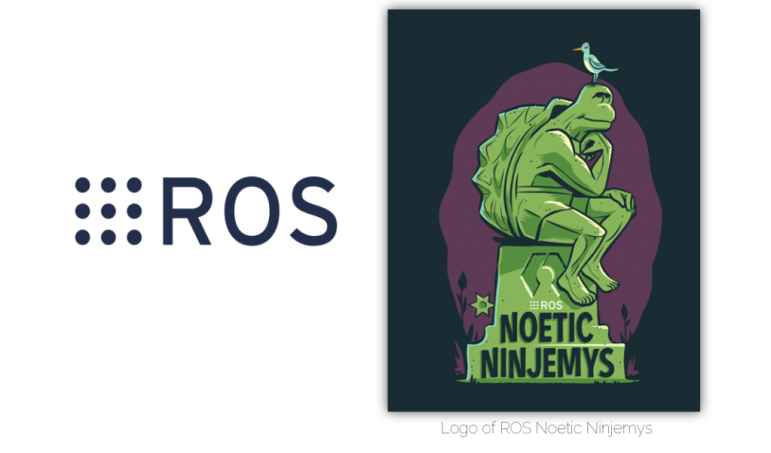 ROS
ROS
NOETIC
NINJEMYS
Logo of ROS Noetic Ninjemys